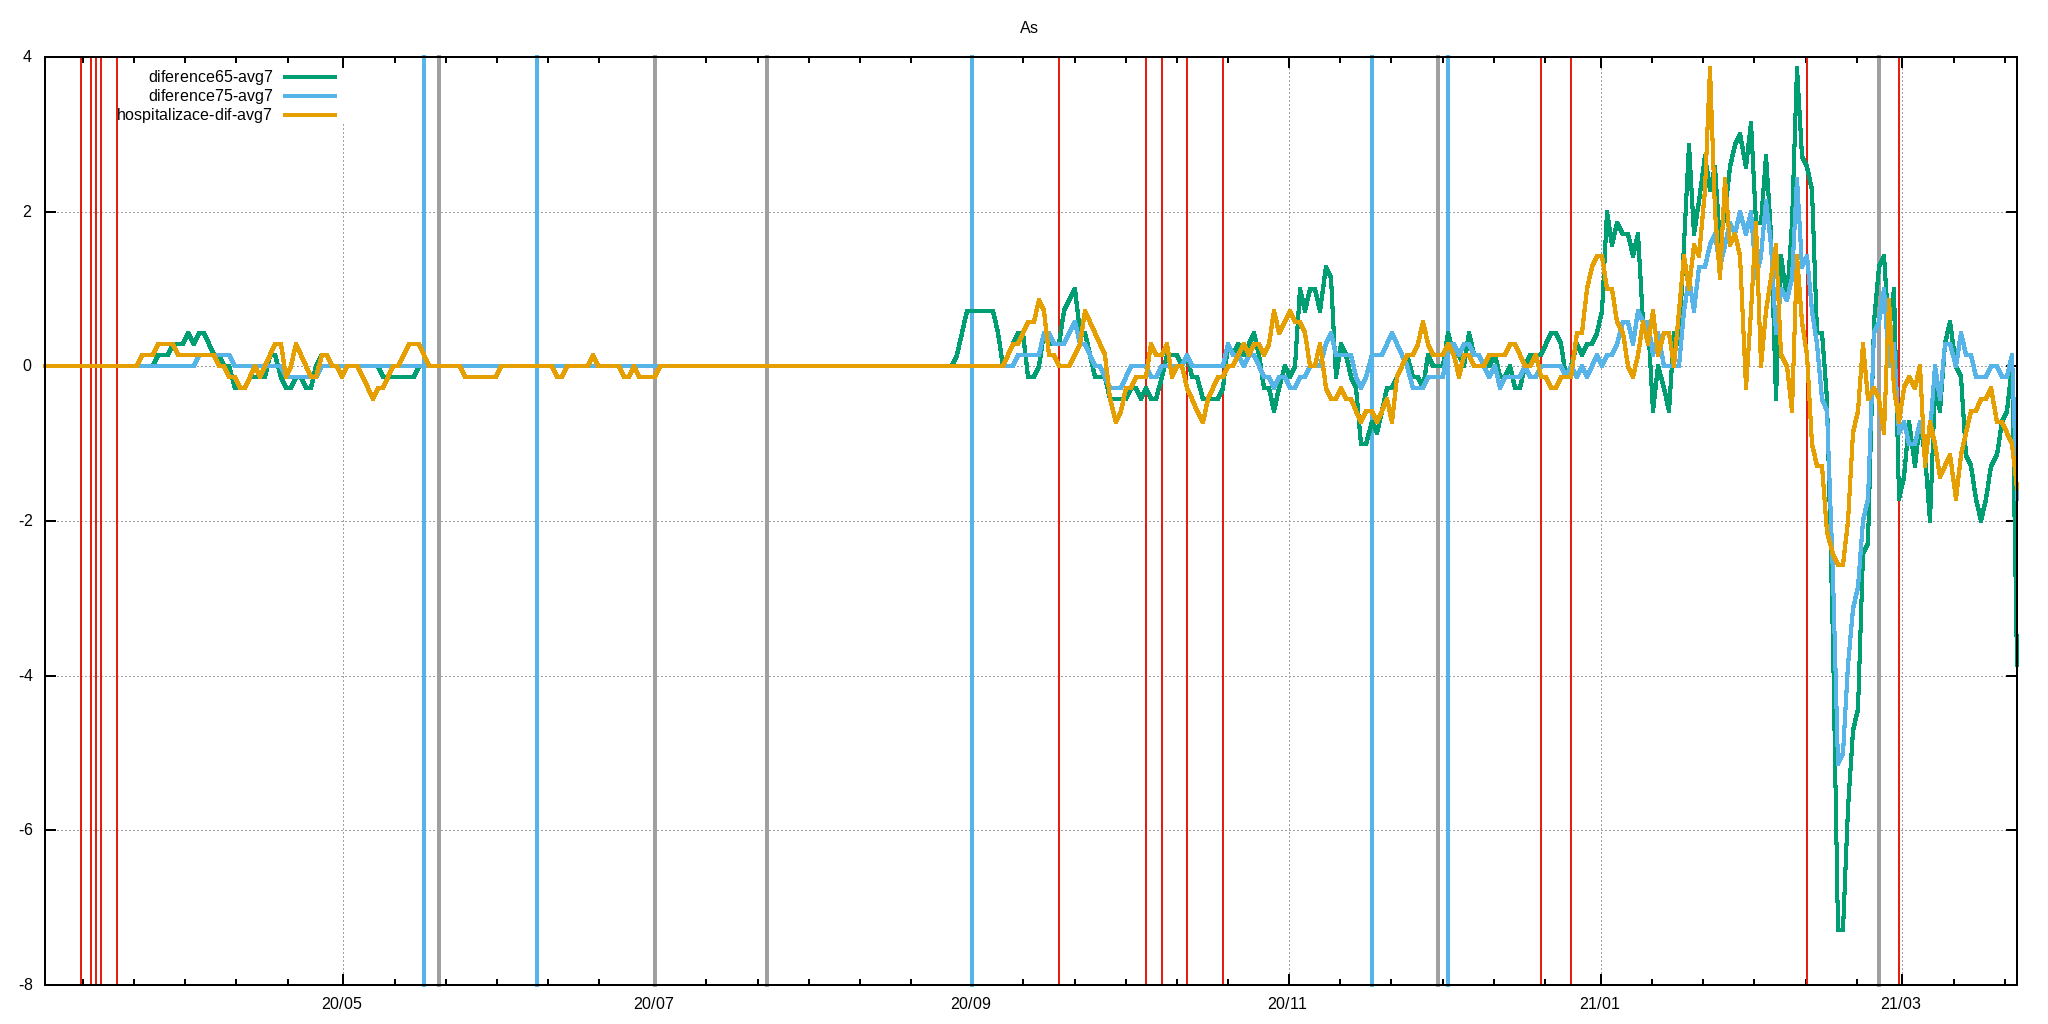 As
4
diference65-avg7
diference75-avg7
hospitalizace-dif-avg7
2
0
-2
-4
-6
-8
20/05 20/07 20/09 20/11 21/01 21/03